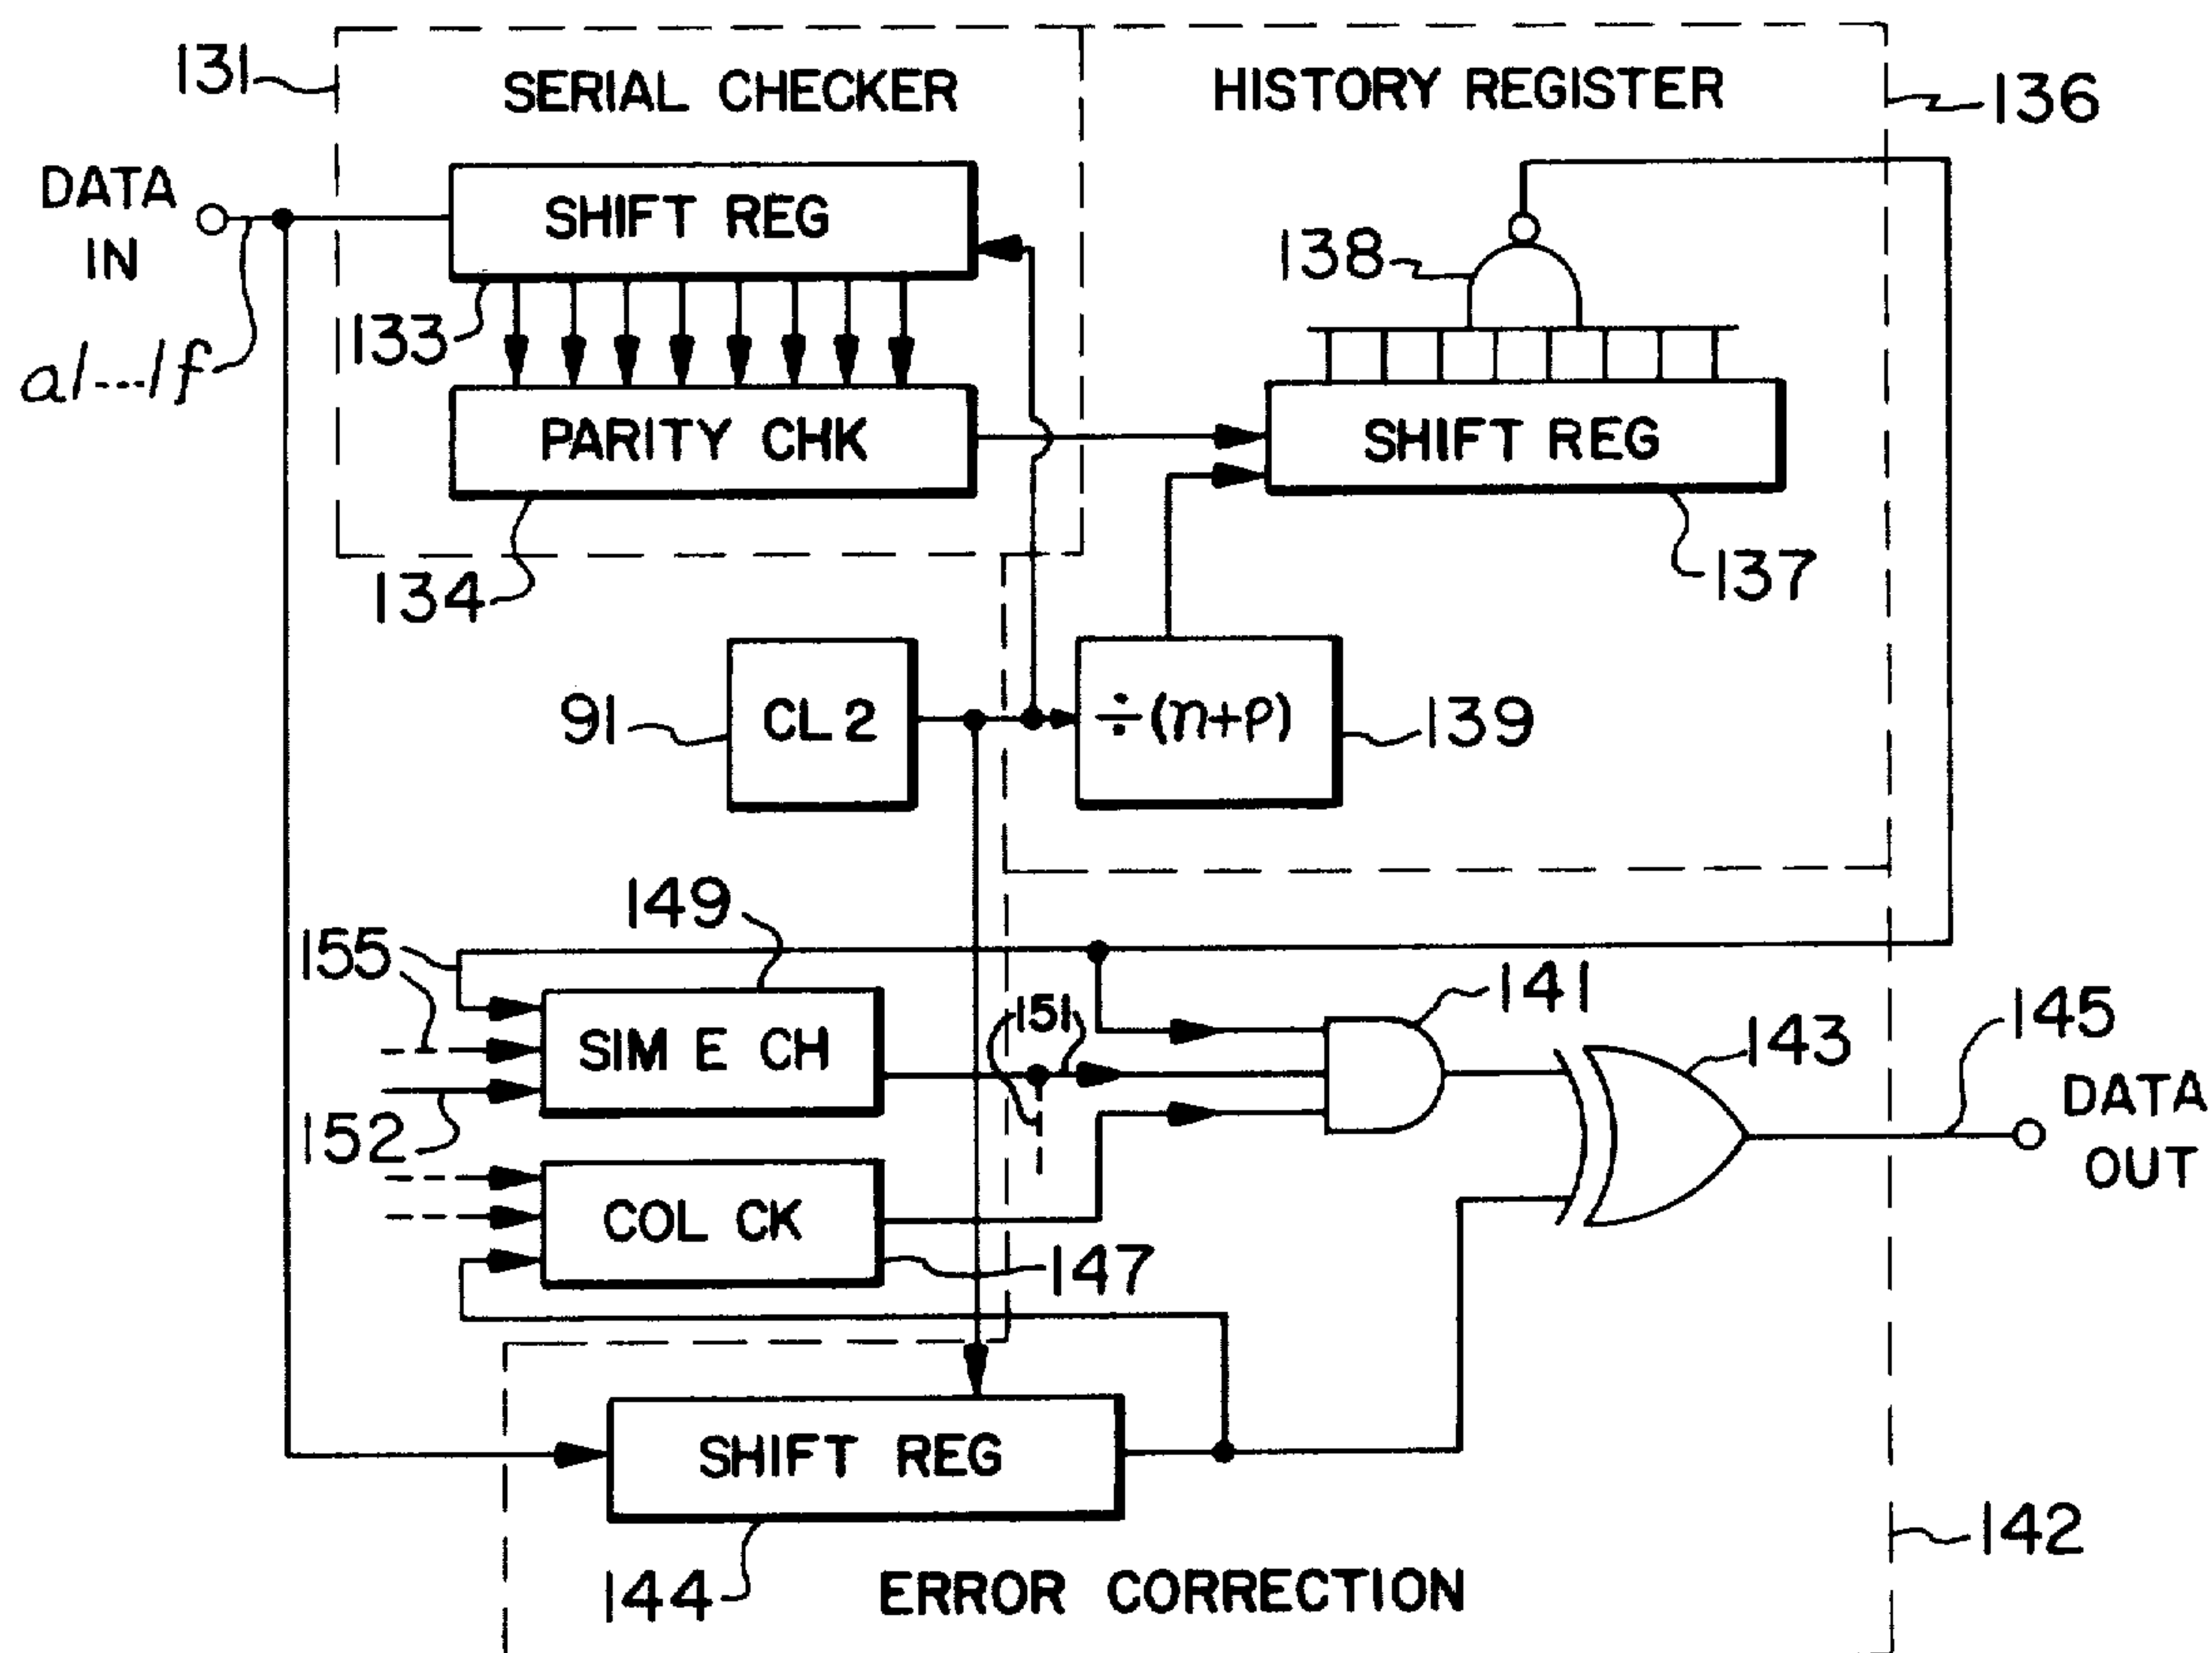 131
SERIAL CHECKER
HISTORY REGISTER
136
DATA
IN
SHIFT REG
138
133
a1---1f
PARITY CHK
SHIFT REG
134
137
91
CL 2
÷(n+p)
139
149
155
151
141
SIM E CH
143
145
DATA
OUT
152
COL CK
147
SHIFT REG
142
144
ERROR CORRECTION